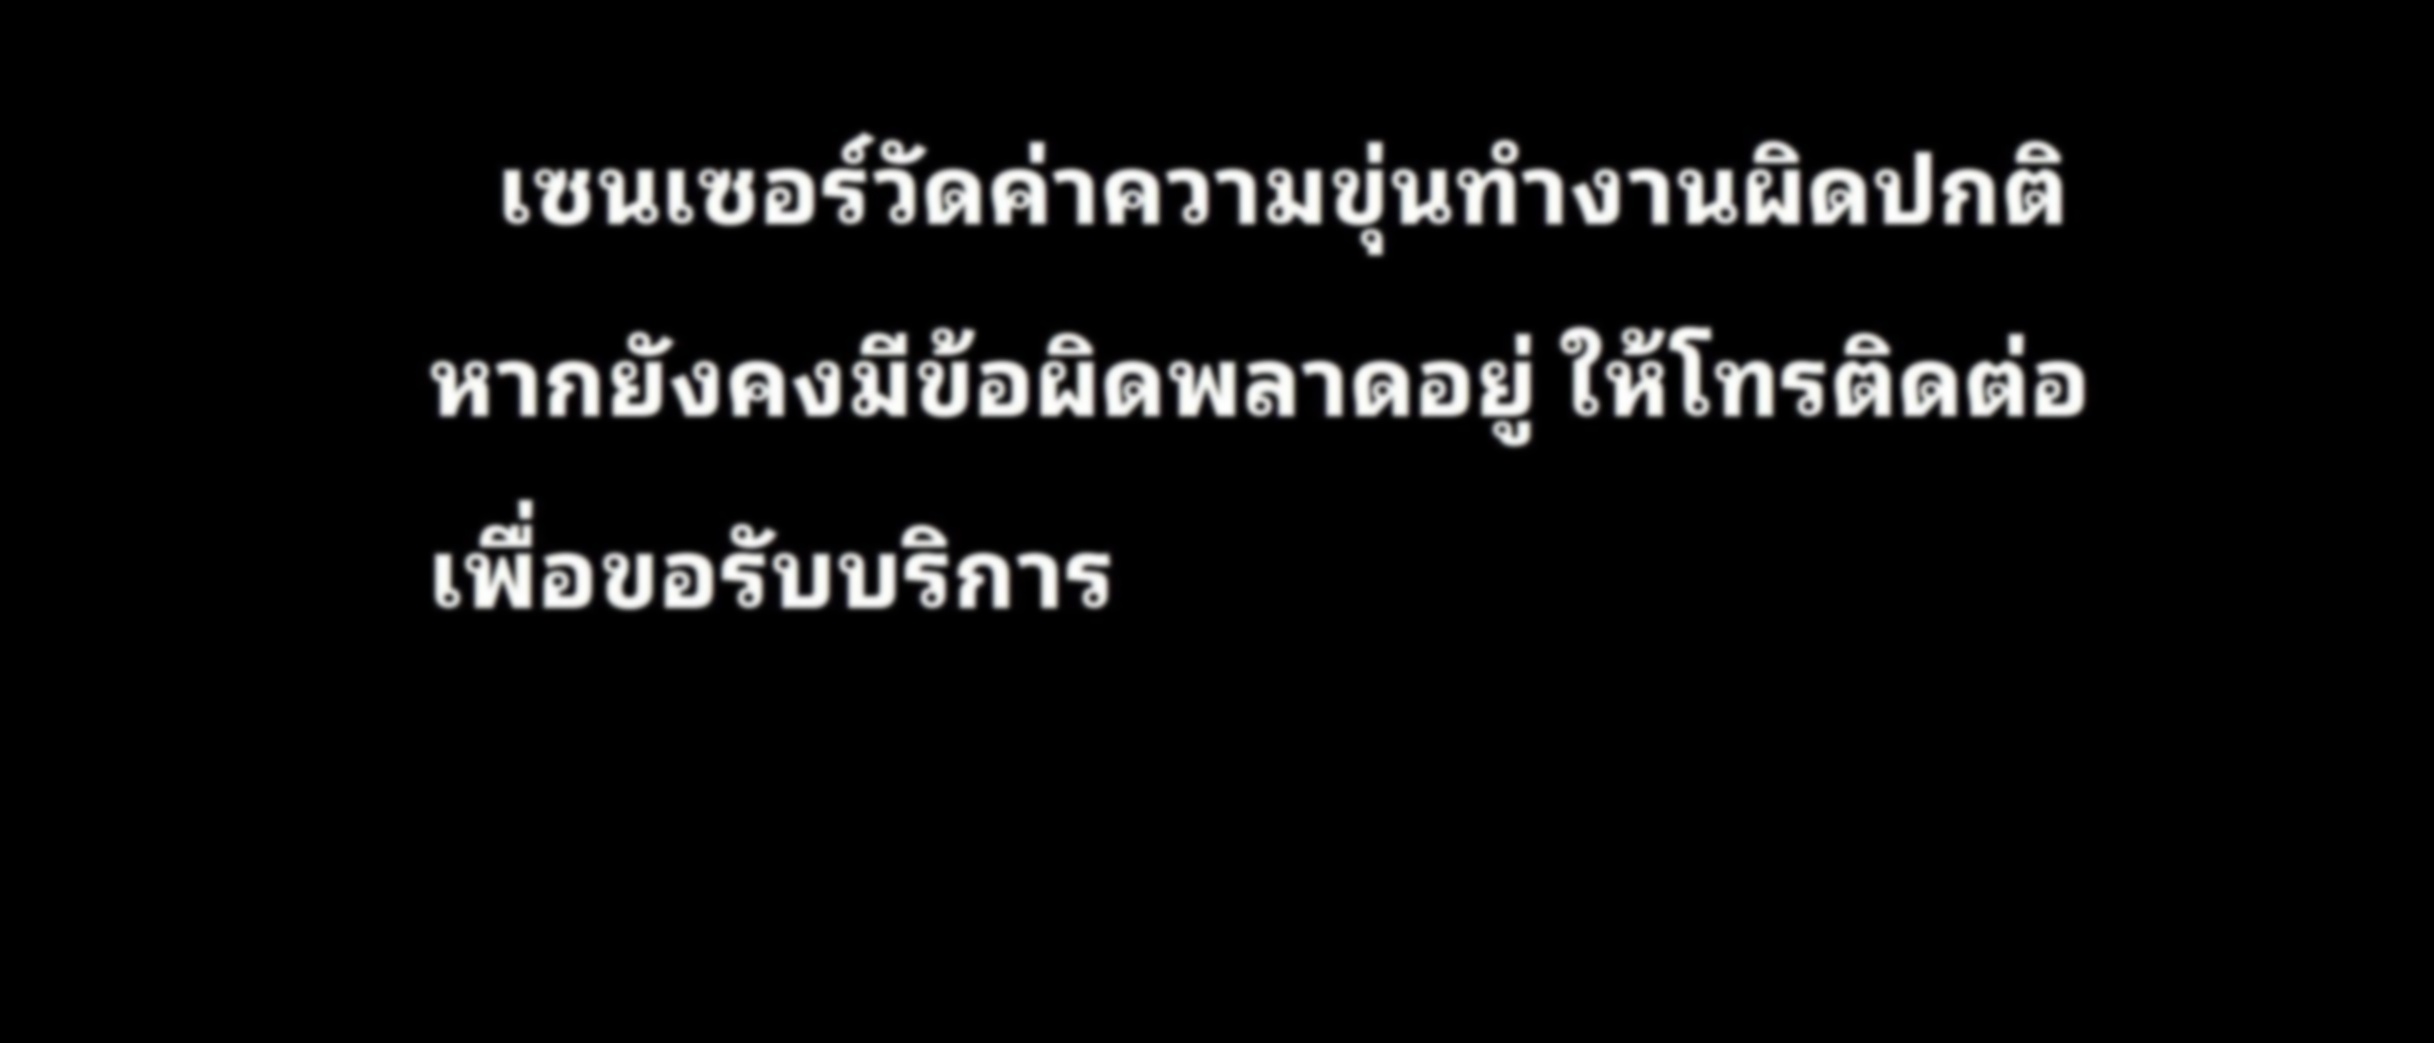 เซนเซอร์วัดค่าความขุ่นทำงานผิดปกติ
หากยังคงมีข้อผิดพลาดอยู่ ให้โทรติดต่อ
เพื่อขอรับบริการ